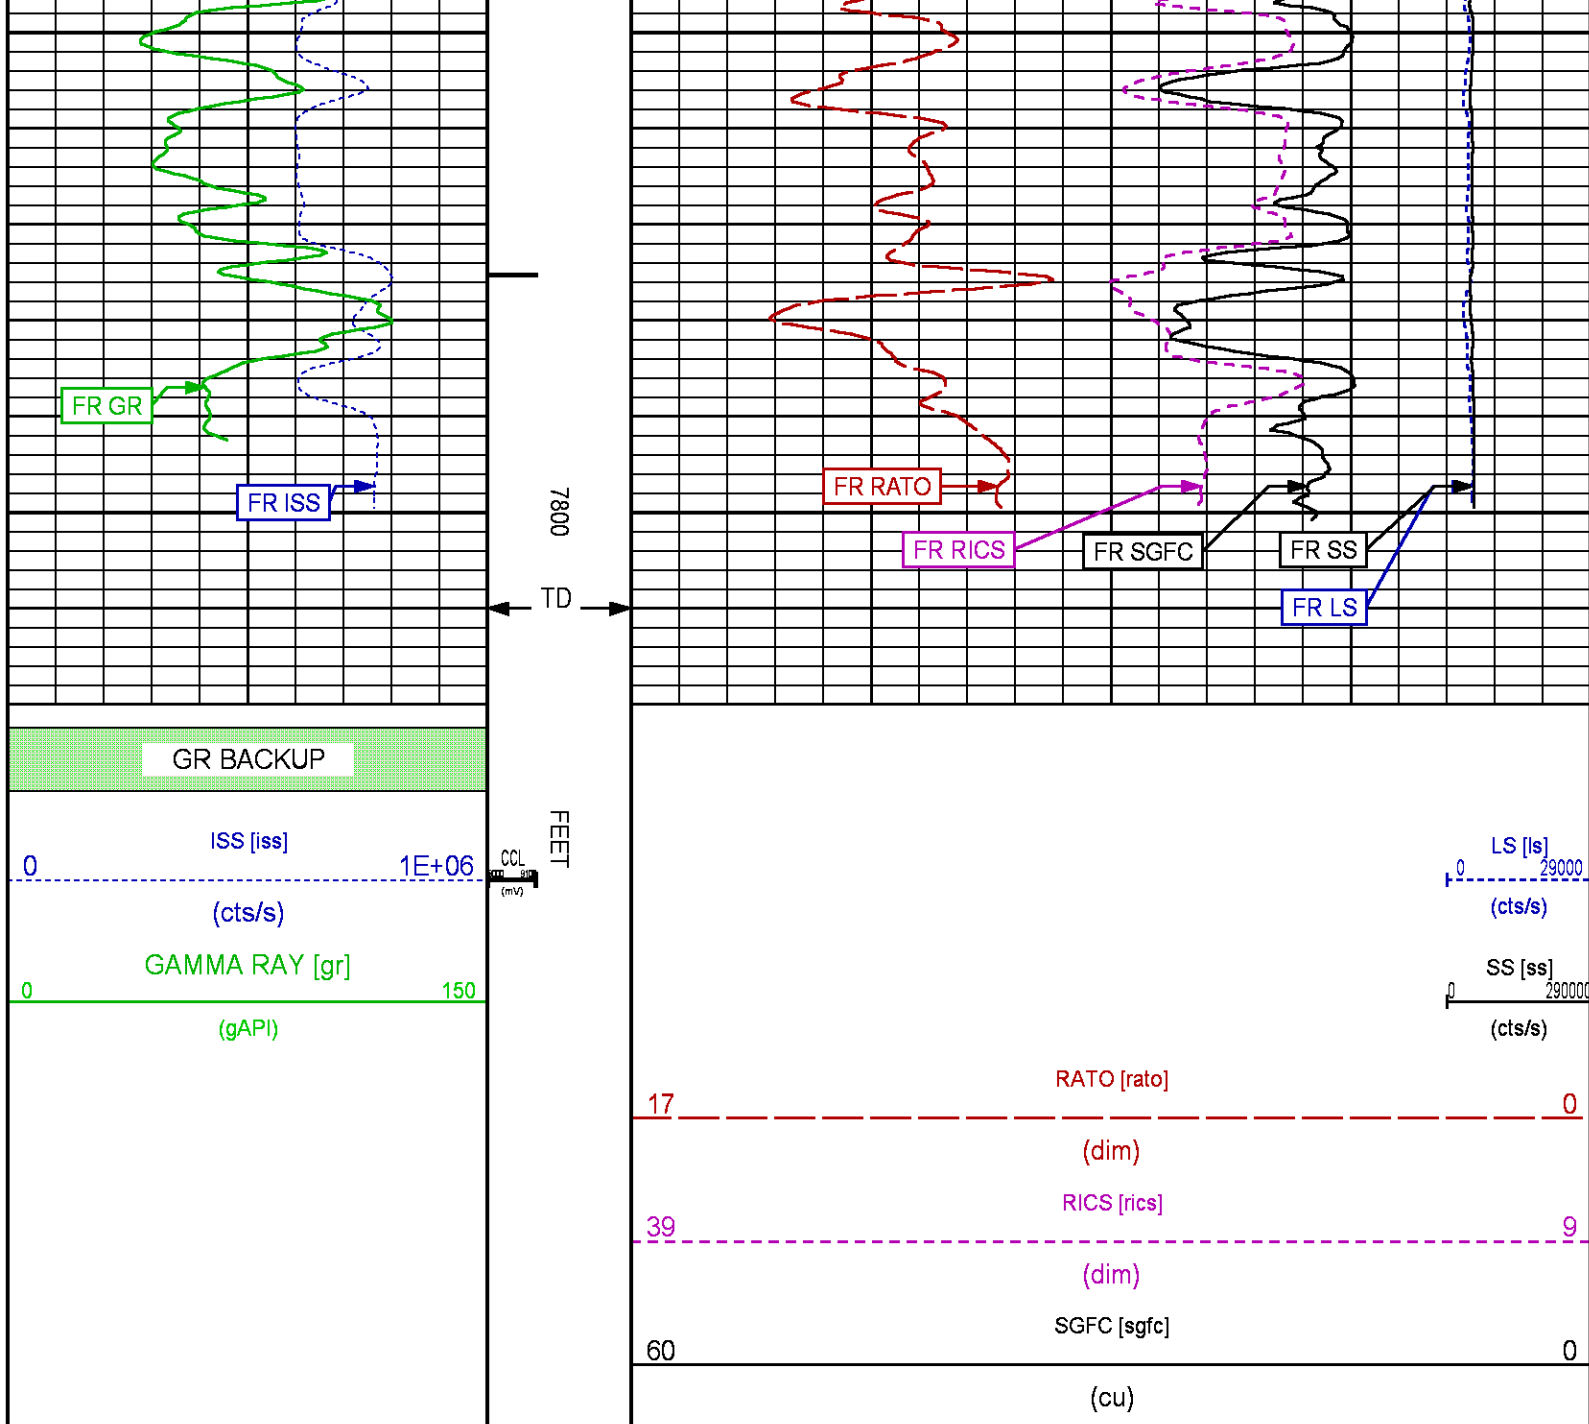 FR GR
FR ISS
7800
FR RATO
FR RICS
FR SGFC
FR SS
FR LS
TD
GR BACKUP
FEET
ISS [iss]
0 1E+06
(cts/s)
CCL
(mV)
GAMMA RAY [gr]
0 150
(gAPI)
LS [ls]
0 29000
(cts/s)
SS [ss]
0 290000
(cts/s)
RATO [rato]
17 0
(dim)
RICS [rics]
39 9
(dim)
SGFC [sgfc]
60 0
(cu)